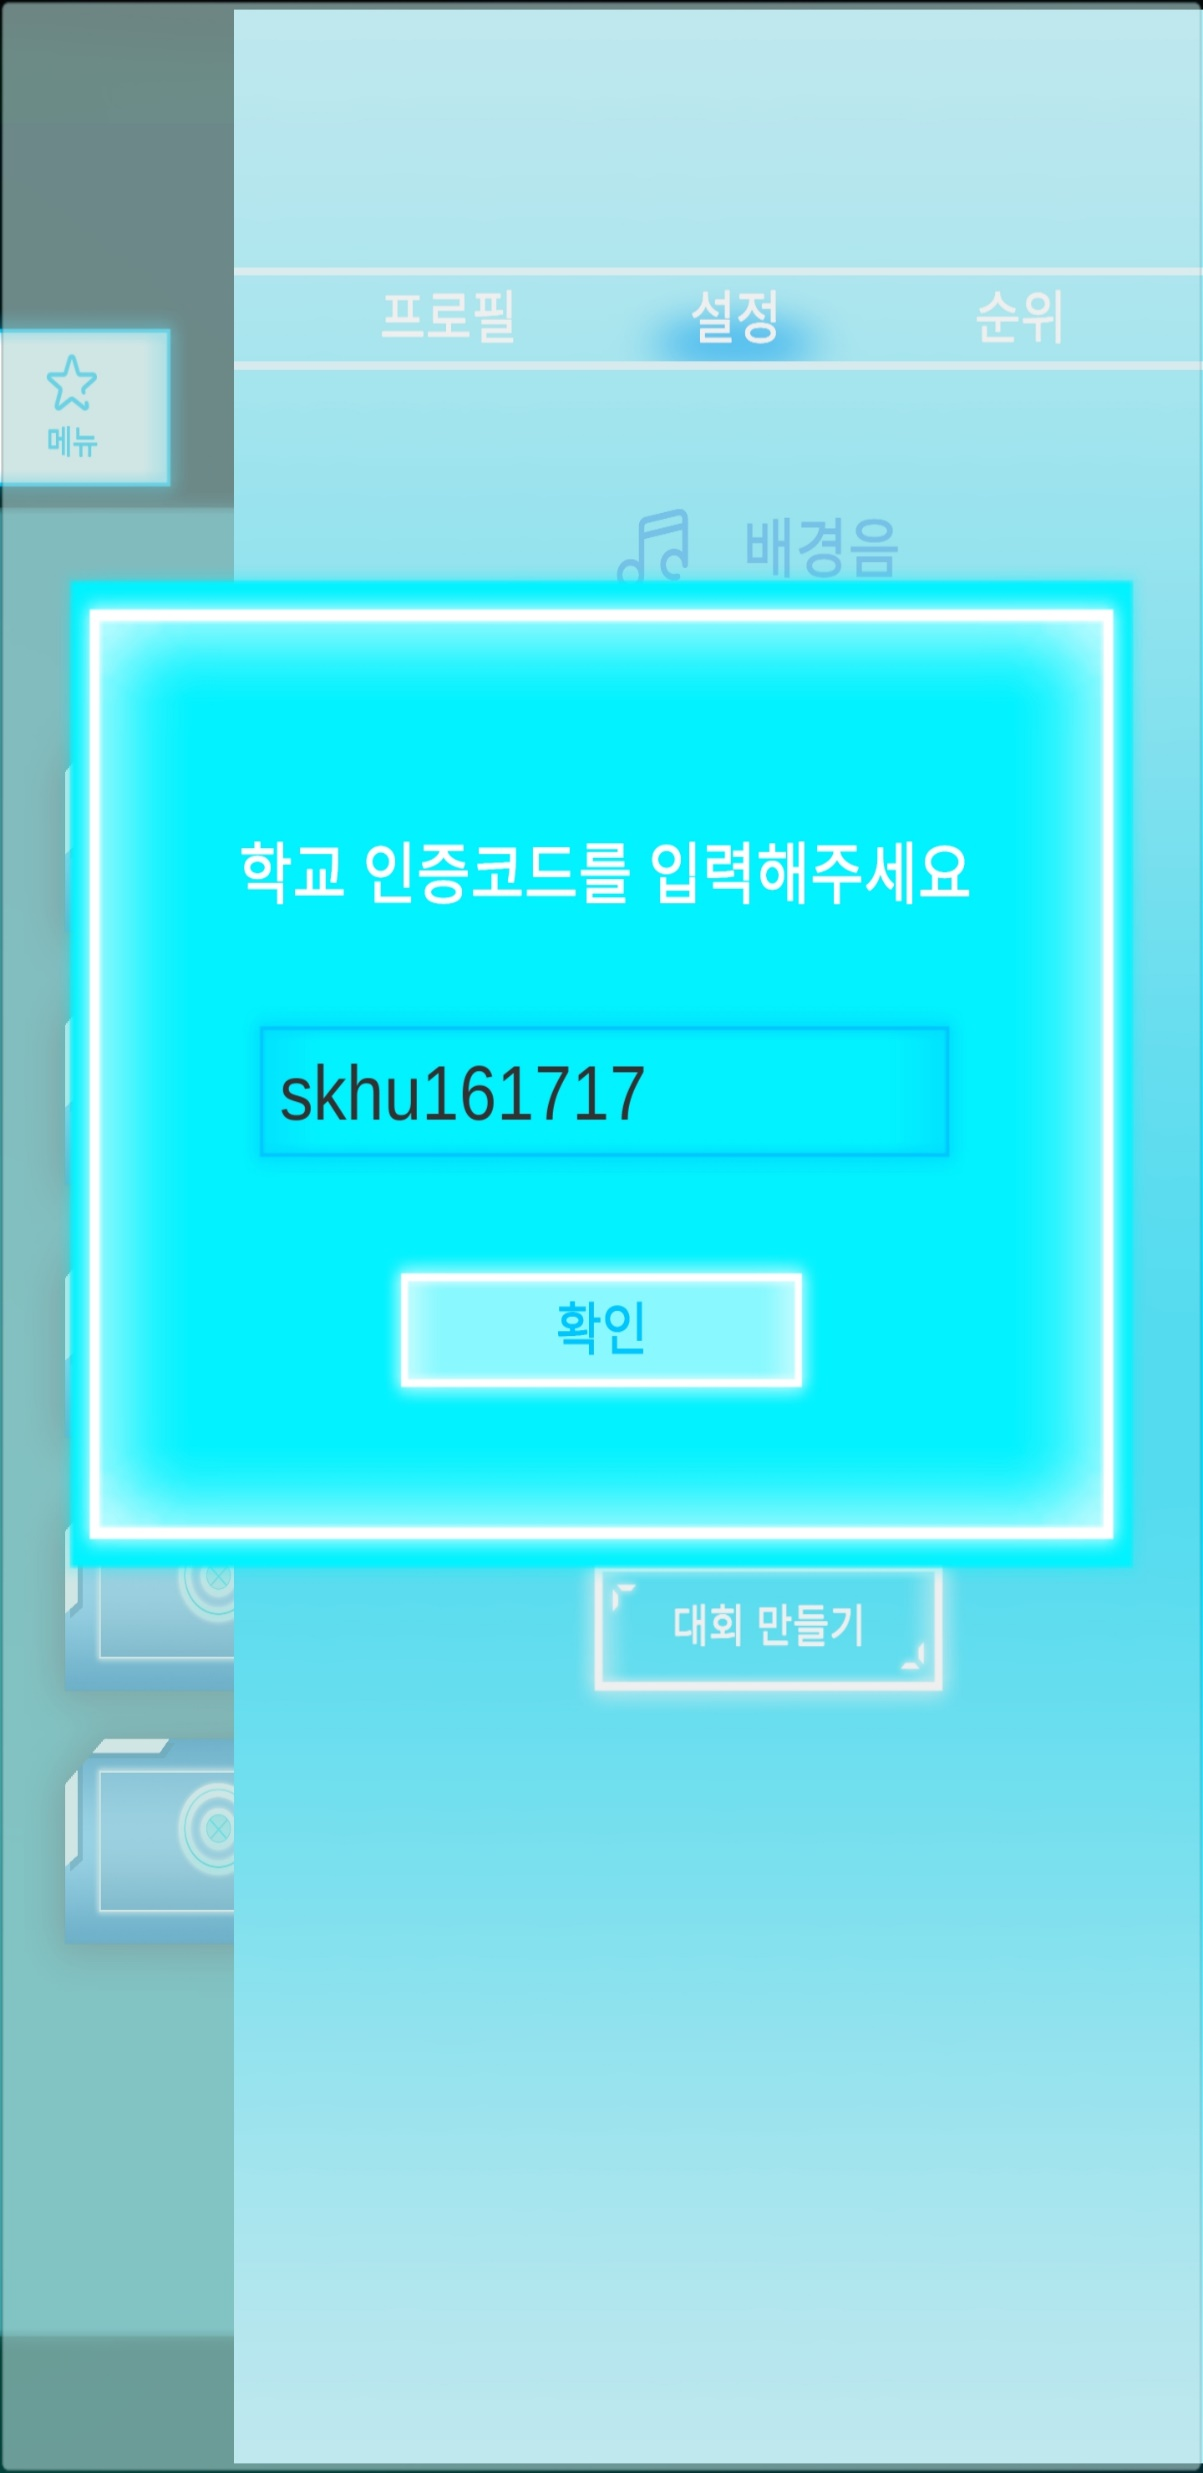 프로필 설정 순위
메뉴
배경음
학교 인증코드를 입력해주세요
skhu161717
확인
대회 만들기